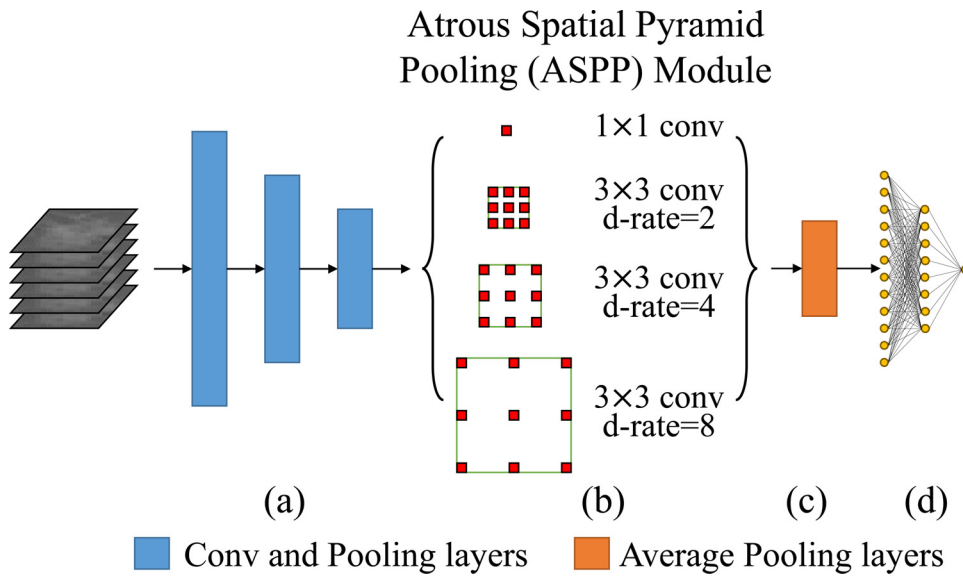 Atrous Spatial Pyramid
Pooling (ASPP) Module
1×1 conv
3×3 conv
d-rate=2
3×3 conv
d-rate=4
3×3 conv
d-rate=8
(a)
(b)
(c)
(d)
Conv and Pooling layers
Average Pooling layers